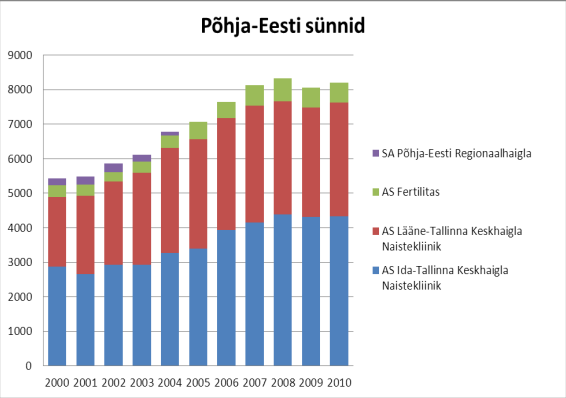 Põhja-Eesti sünnid
9000
8000
7000
6000
5000
4000
3000
2000
1000
0
2000 2001 2002 2003 2004 2005 2006 2007 2008 2009 2010
SA Põhja-Eesti Regionaalhaigla
AS Fertilitas
AS Lääne-Tallinna Keskhaigla
Naistekliinik
AS Ida-Tallinna Keskhaigla
Naistekliinik